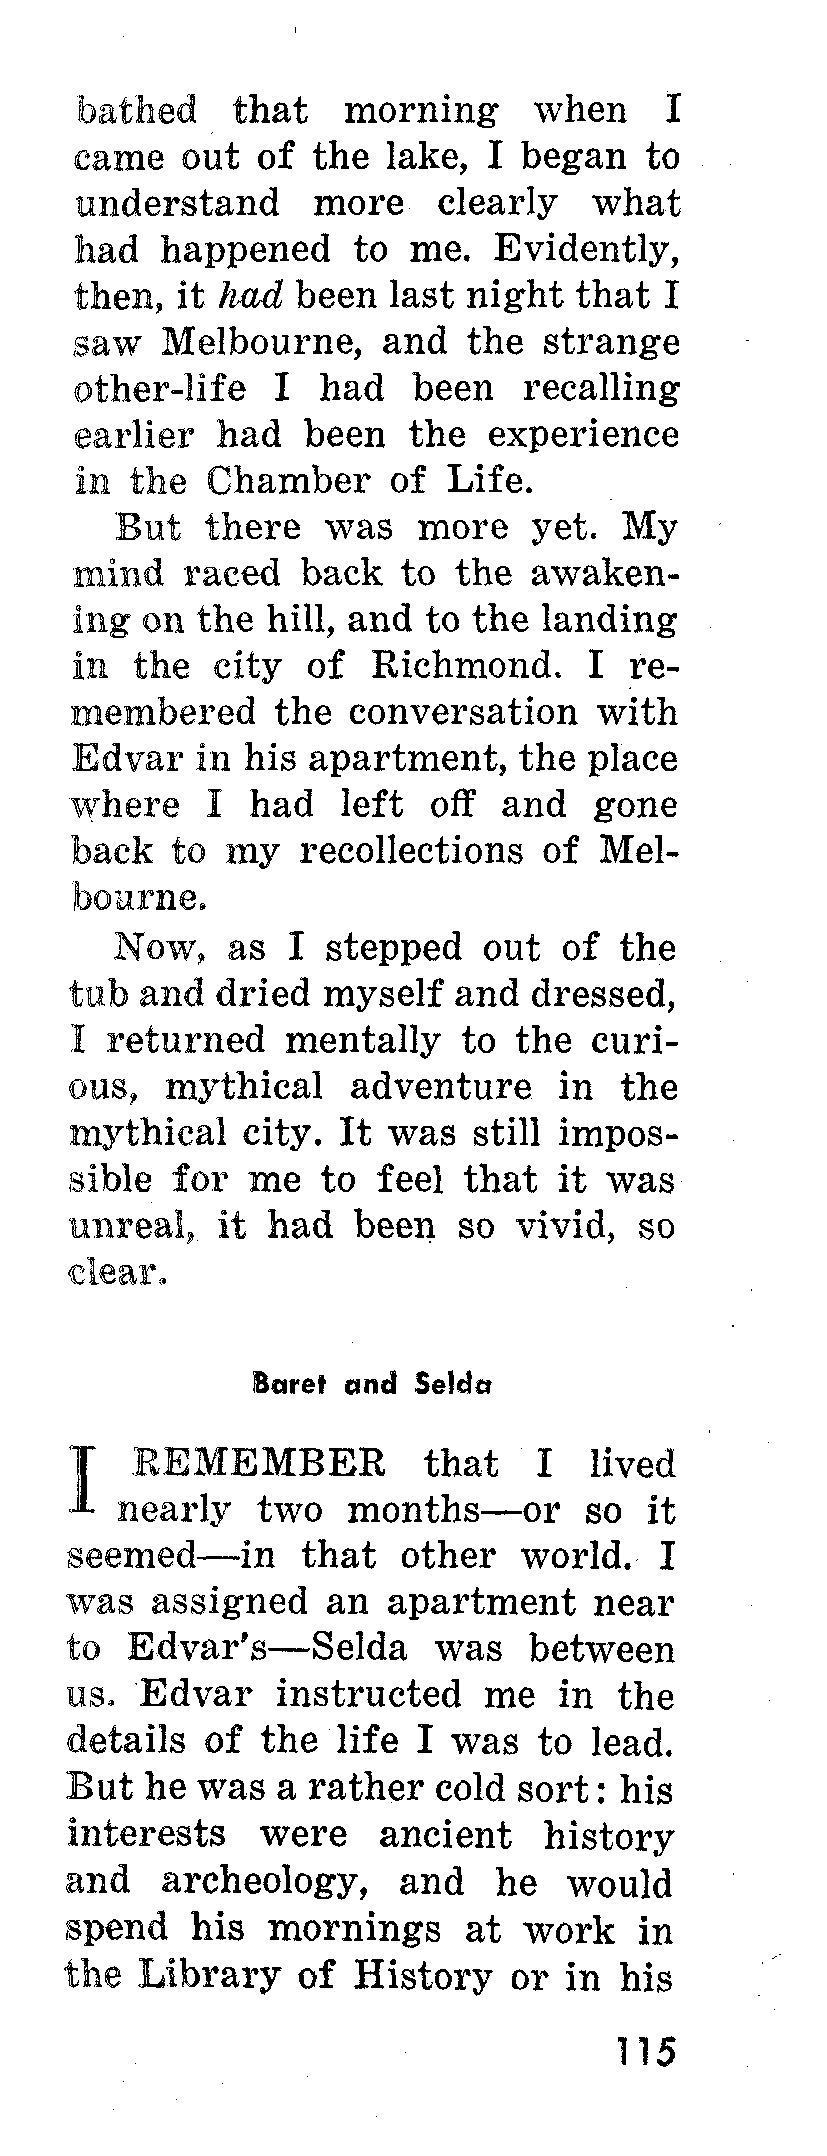 bathed that morning when I
came out of the lake, I began to
understand more clearly what
had happened to me. Evidently,
then, it had been last night that I
saw Melbourne, and the strange
other-life I had been recalling
earlier had been the experience
in the Chamber of Life.
But there was more yet. My
mind raced back to the awaken-
ing on the hill, and to the landing
in the city of Richmond. I re-
membered the conversation with
Edvar in his apartment, the place
where I had left off and gone
back to my recollections of Mel-
bourne.
Now, as I stepped out of the
tub and dried myself and dressed,
I returned mentally to the curi-
ous, mythical adventure in the
mythical city. It was still impos-
sible for me to feel that it was
unreal, it had been so vivid, so
clear.
Baret and Selda
I REMEMBER that I lived
nearly two months—or so it
seemed—in that other world. I
was assigned an apartment near
to Edvar's—Selda was between
us. Edvar instructed me in the
details of the life I was to lead.
But he was a rather cold sort: his
interests were ancient history
and archeology, and he would
spend his mornings at work in
the Library of History or in his
115